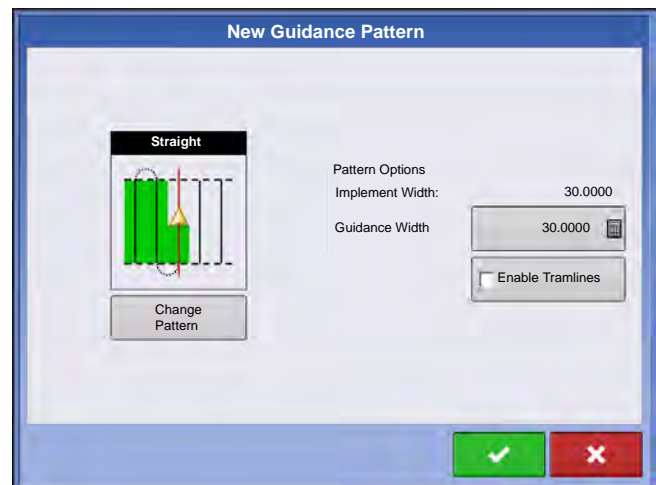 New Guidance Pattern
Straight
Change
Pattern
Pattern Options
Implement Width: 30.0000
Guidance Width 30.0000
Enable Tramlines